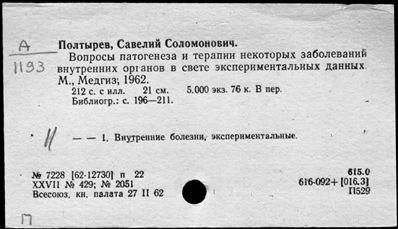 А
1193
Полтырев, Савелий Соломонович.
Вопросы патогенеза и терапии некоторых заболеваний
внутренних органов в свете экспериментальных данных
М., Медгиз, 1962.
212 с. с илл. 21 см. 5.000 экз. 76 к. В пер.
Библиогр.: с. 196—211.
— — 1. Внутренние болезни, экспериментальные.
№ 7228 [62-12730] п 22
615.0
XXVII № 429; № 2051
616-092+[016.3]
Всесоюз. кн. палата 27 II 62
П529
П